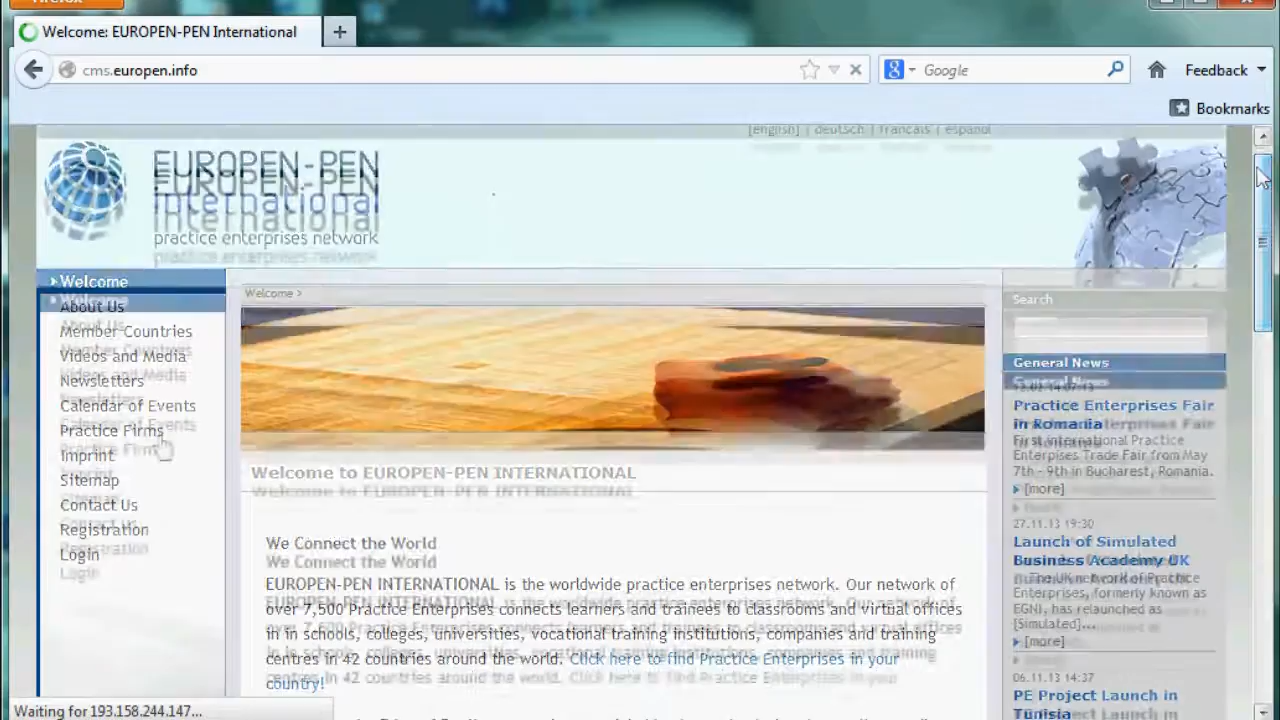 Firefox
Welcome: EUROPEN-PEN International
cms.europen.info
Google
Feedback
Bookmarks
[english] | deutsch | francais | espanol
EUROPEN-PEN
international
practice enterprises network
Welcome
About Us
Member Countries
Videos and Media
Newsletters
Calendar of Events
Practice Firms
Imprint
Sitemap
Contact Us
Registration
Login
Welcome >
Welcome to EUROPEN-PEN INTERNATIONAL
We Connect the World
EUROPEN-PEN INTERNATIONAL is the worldwide practice enterprises network. Our network of
over 7,500 Practice Enterprises connects learners and trainees to classrooms and virtual offices
in in schools, colleges, universities, vocational training institutions, companies and training
centres in 42 countries around the world. Click here to find Practice Enterprises in your
country!
Search
General News
Practice Enterprises Fair
in Romania
First International Practice
Enterprises Trade Fair from May
7th - 9th in Bucharest, Romania.
[more]
27.11.13 19:30
Launch of Simulated
Business Academy UK
The UK network of Practice
Enterprises, formerly known as
EGNI, has relaunched as
[Simulated]...
[more]
06.11.13 14:37
PE Project Launch in
Tunisia
Waiting for 193.158.244.147...